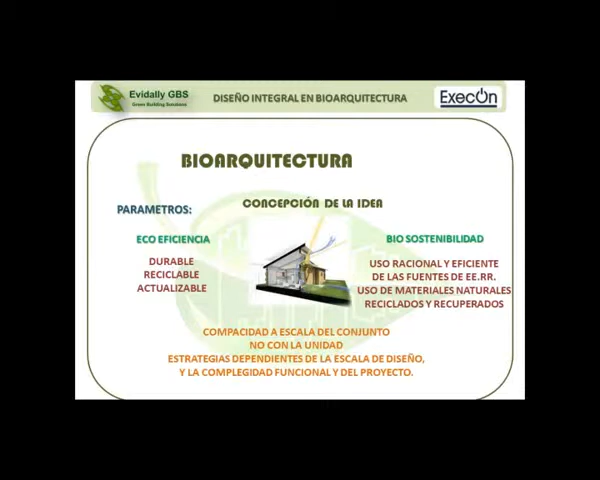 Evidally GBS
Green Building Solutions
DISEÑO INTEGRAL EN BIOARQUITECTURA
ExecOn
BIOARQUITECTURA
CONCEPCIÓN DE LA IDEA
PARAMETROS:
ECO EFICIENCIA
DURABLE
RECICLABLE
ACTUALIZABLE
BIO SOSTENIBILIDAD
USO RACIONAL Y EFICIENTE
DE LAS FUENTES DE EE.RR.
USO DE MATERIALES NATURALES
RECICLADOS Y RECUPERADOS
COMPACIDAD A ESCALA DEL CONJUNTO
NO CON LA UNIDAD
ESTRATEGIAS DEPENDIENTES DE LA ESCALA DE DISEÑO,
Y LA COMPLEGIDAD FUNCIONAL Y DEL PROYECTO.